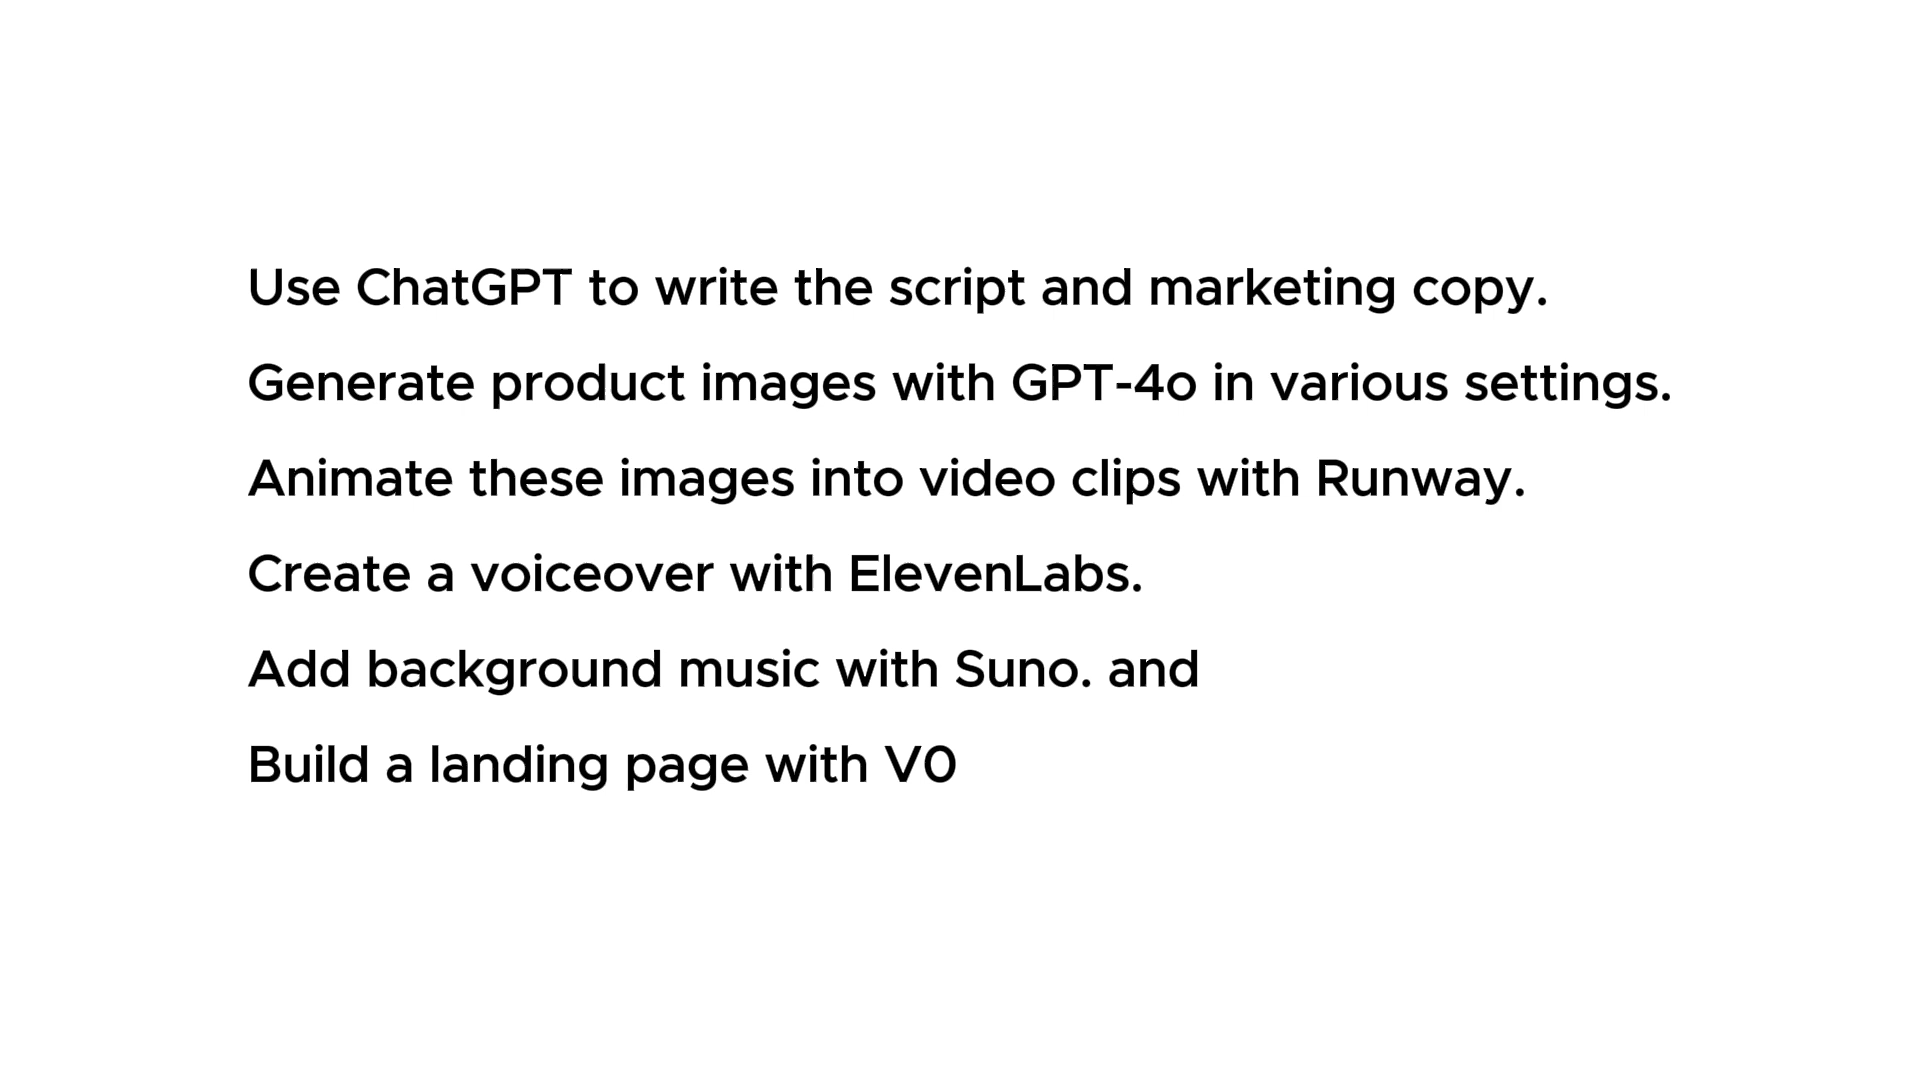 Use ChatGPT to write the script and marketing copy.
Generate product images with GPT-4o in various settings.
Animate these images into video clips with Runway.
Create a voiceover with ElevenLabs.
Add background music with Suno. and
Build a landing page with V0